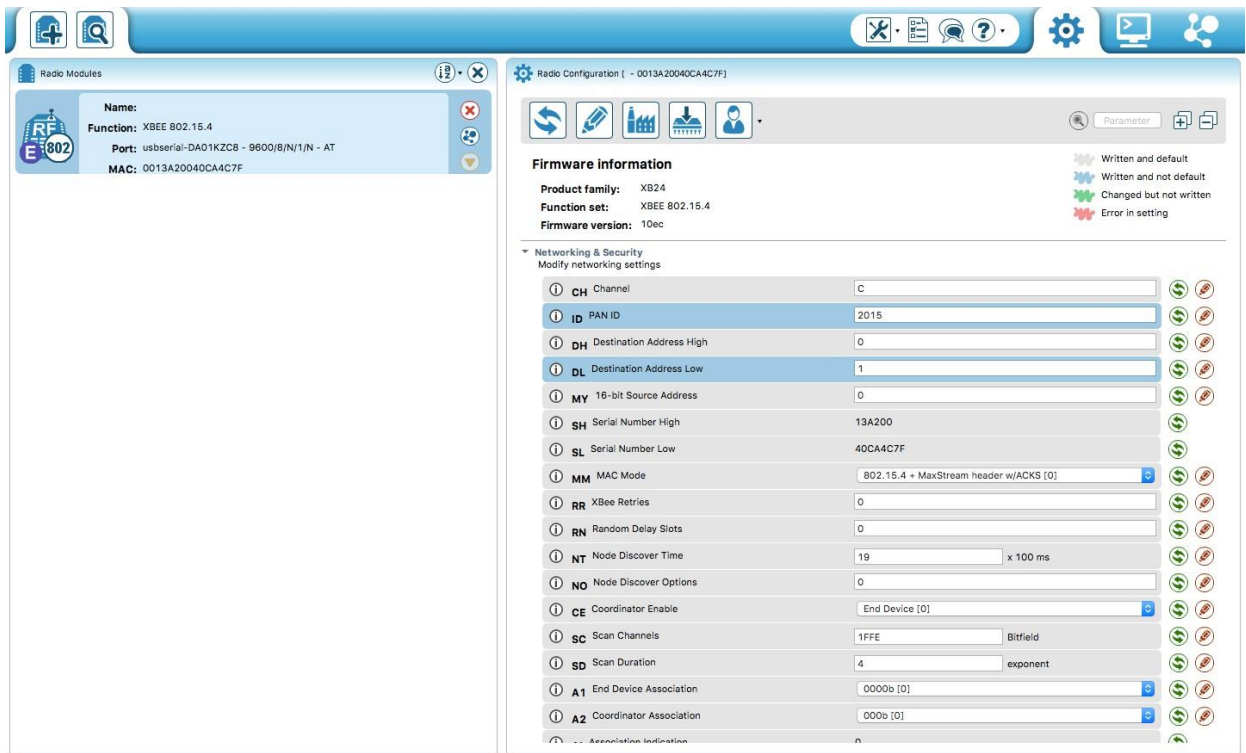 Radio Modules
Name:
Function: XBEE 802.15.4
Port: usbserial-DA01KZC8 - 9600/8/N/1/N - AT
MAC: 0013A20040CA4C7F
RF
802
E
Radio Configuration [ - 0013A20040CA4C7F]
Parameter
Firmware information
Product family: XB24
Function set: XBEE 802.15.4
Firmware version: 10ec
Written and default
Written and not default
Changed but not written
Error in setting
Networking & Security
Modify networking settings
CH Channel C
ID PAN ID 2015
DH Destination Address High 0
DL Destination Address Low 1
MY 16-bit Source Address 0
SH Serial Number High 13A200
SL Serial Number Low 40CA4C7F
MM MAC Mode 802.15.4 + MaxStream header w/ACKS [0]
RR XBee Retries 0
RN Random Delay Slots 0
NT Node Discover Time 19 x 100 ms
NO Node Discover Options 0
CE Coordinator Enable End Device [0]
SC Scan Channels 1FFE Bitfield
SD Scan Duration 4 exponent
A1 End Device Association 0000b [0]
A2 Coordinator Association 000b [0]
Association Indication 0